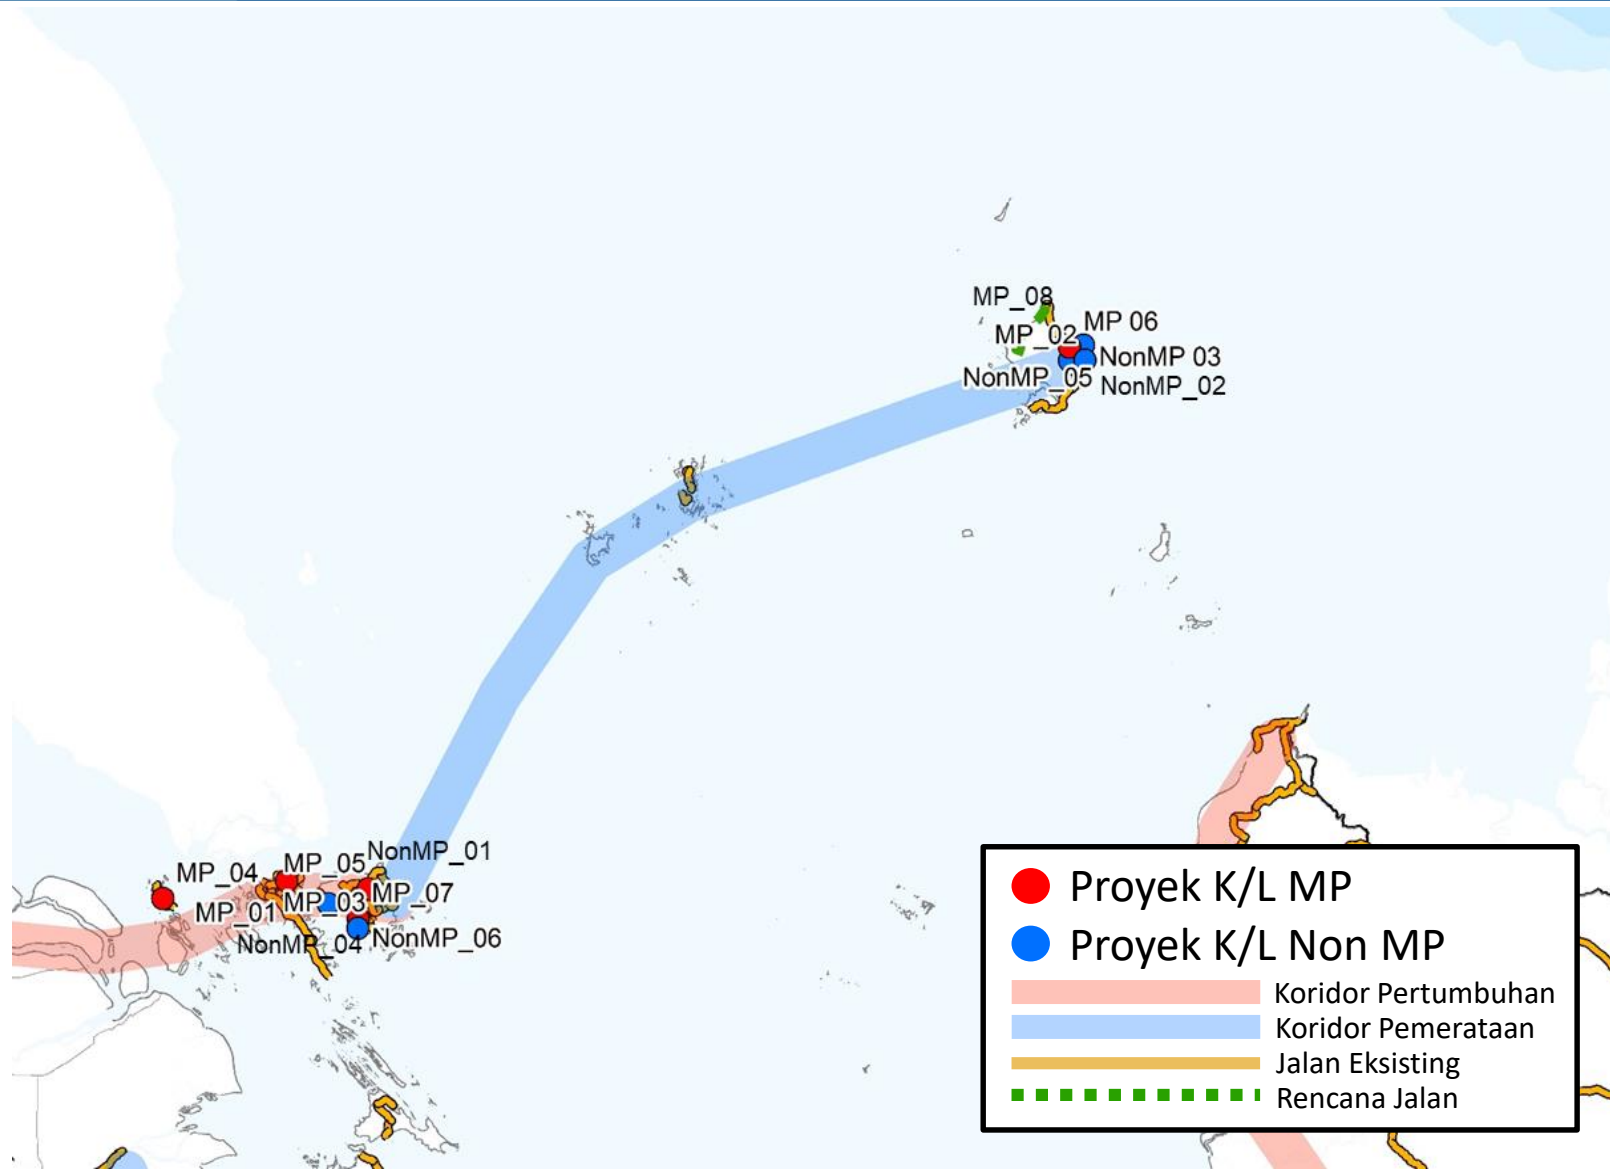 MP_08
MP 06
MP_02
NonMP 03
NonMP_05
NonMP_02
NonMP_01
MP_05
MP_04
MP_03
MP_07
MP_01
NonMP_04
NonMP_06
Proyek K/L MP
Proyek K/L Non MP
Koridor Pertumbuhan
Koridor Pemerataan
Jalan Eksisting
Rencana Jalan